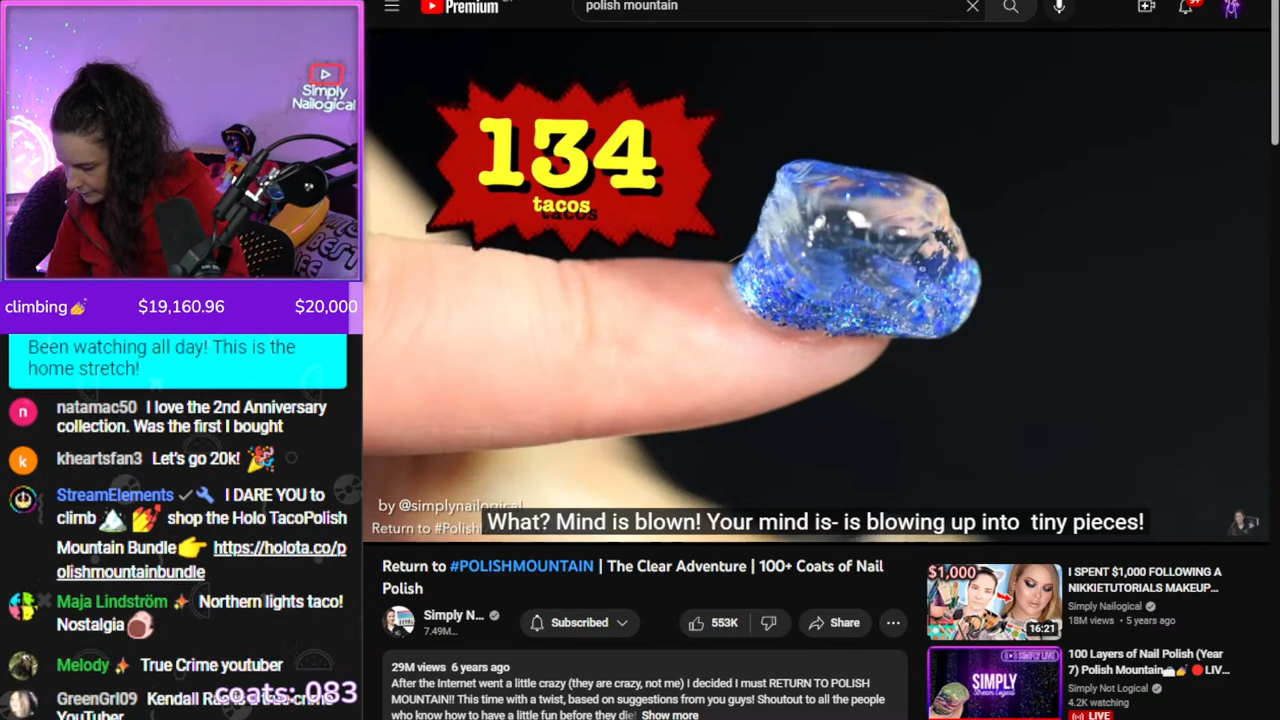 Premium
polish mountain
9+
Simply
Nailogical
134
tacos
climbing💅 $19,160.96 $20,000
Been watching all day! This is the
home stretch!
natamac50 I love the 2nd Anniversary
collection. Was the first I bought
kheartsfan3 Let's go 20k! 🎉
StreamElements I DARE YOU to
climb 🏔 💅 shop the Holo TacoPolish
Mountain Bundle👉 https://holota.co/p
olishmountainbundle
Maja Lindström Northern lights taco!
Nostalgia
Melody True Crime youtuber
GreenGrl09 Kendall Rae
YouTuber
coats: 083
by @simplynailogical
Return to #Polish
What? Mind is blown! Your mind is- is blowing up into tiny pieces!
Return to #POLISHMOUNTAIN | The Clear Adventure | 100+ Coats of Nail
Polish
Simply N...
7.49M...
Subscribed
553K
Share
29M views 6 years ago
After the Internet went a little crazy (they are crazy, not me) I decided I must RETURN TO POLISH
MOUNTAIN!! This time with a twist, based on suggestions from you guys! Shoutout to all the people
who know how to have a little fun before they die! Show more
$1,000
16:21
I SPENT $1,000 FOLLOWING A
NIKKIETUTORIALS MAKEUP...
Simply Nailogical
18M views • 5 years ago
SIMPLY
100 Layers of Nail Polish (Year
7) Polish Mountain🏔💅 🔴LIV...
Simply Not Logical
4.2K watching
LIVE